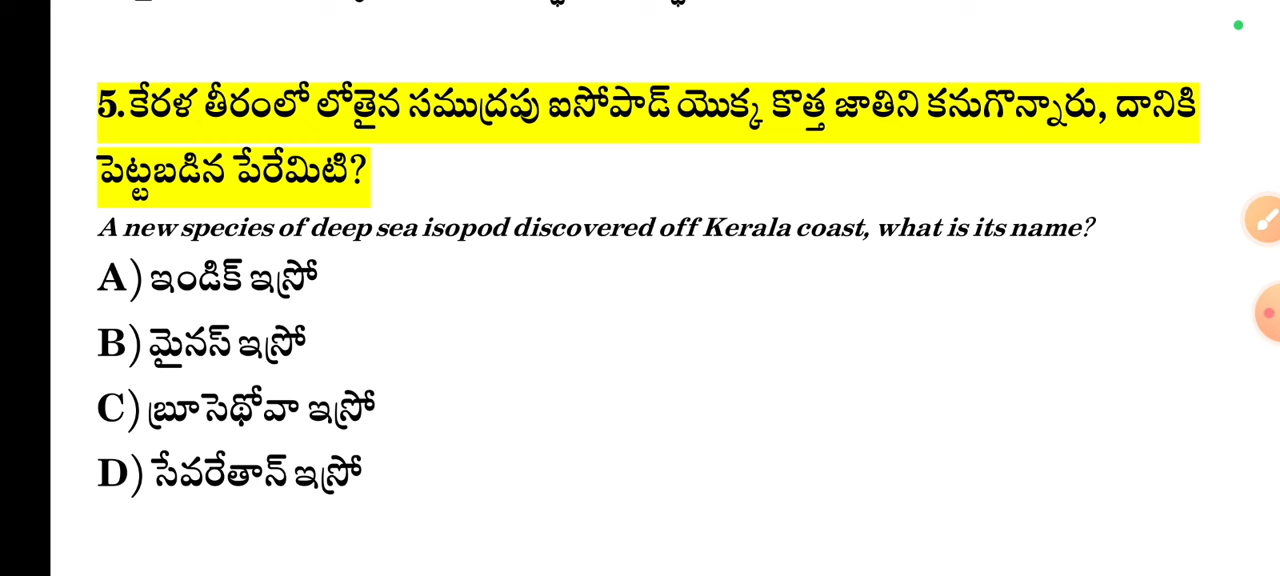 5.కేరళ తీరంలో లోతైన సముద్రపు ఐసోపాడ్ యొక్క కొత్త జాతిని కనుగొన్నారు, దానికి
పెట్టబడిన పేరేమిటి?
A new species of deep sea isopod discovered off Kerala coast, what is its name?
A) ఇండిక్ ఇస్రో
B) మైనస్ ఇస్రో
C) బ్రూసెథోవా ఇస్రో
D) సేవరేతాన్ ఇస్రో